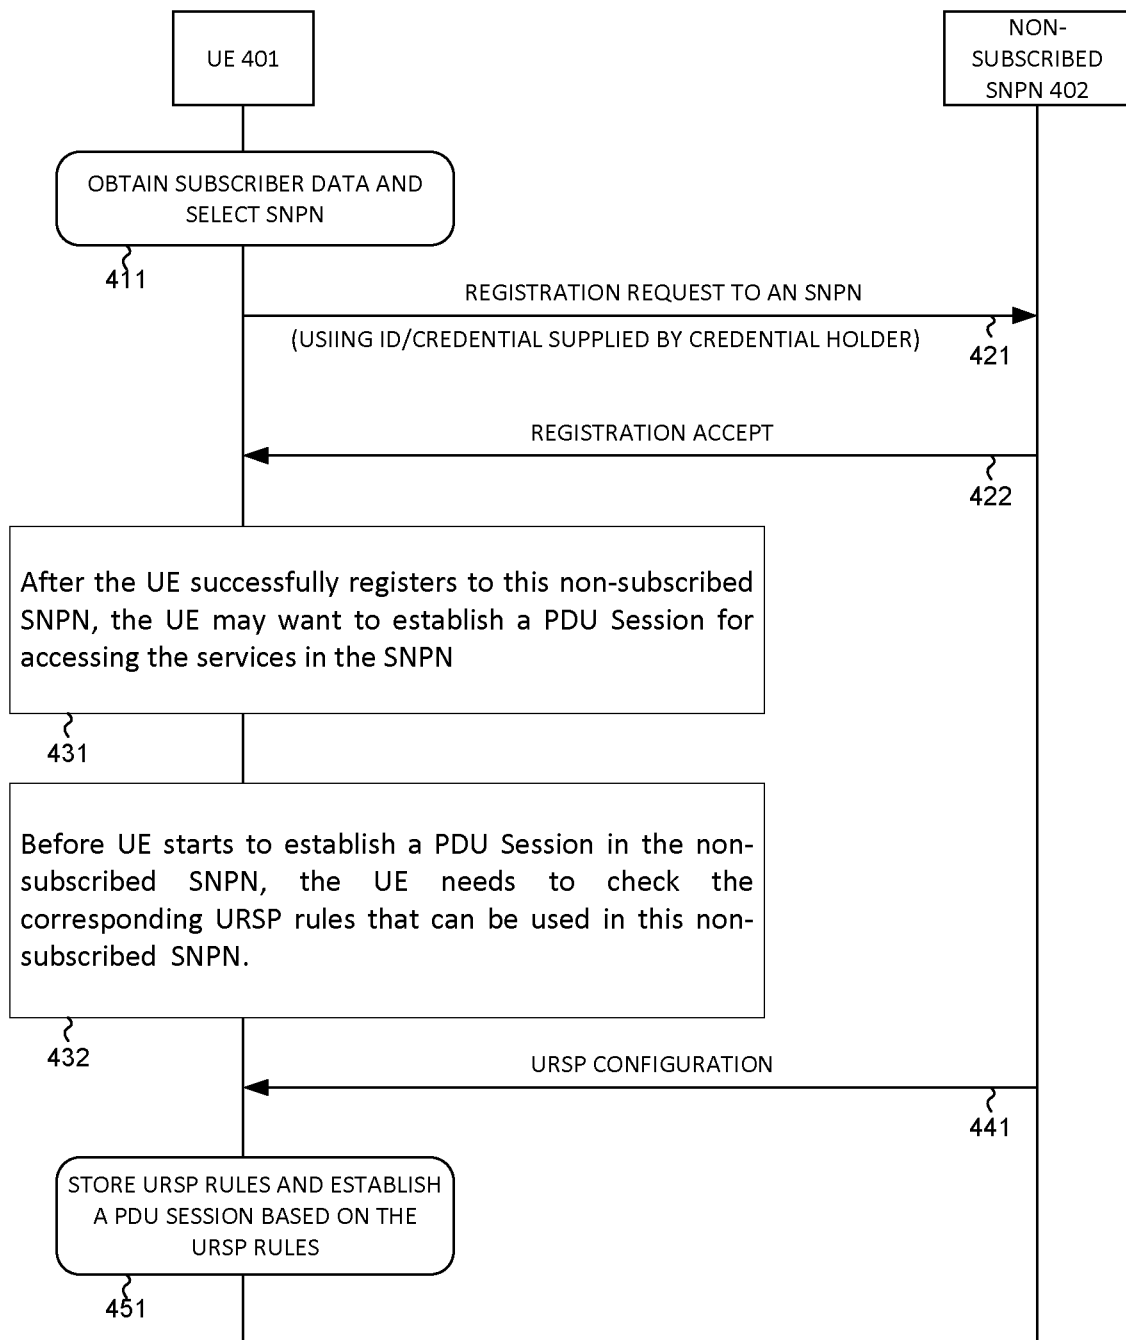 UE 401
NON-
SUBSCRIBED
SNPN 402
OBTAIN SUBSCRIBER DATA AND
SELECT SNPN
411
REGISTRATION REQUEST TO AN SNPN
(USIING ID/CREDENTIAL SUPPLIED BY CREDENTIAL HOLDER)
421
REGISTRATION ACCEPT
422
After the UE successfully registers to this non-subscribed
SNPN, the UE may want to establish a PDU Session for
accessing the services in the SNPN
431
Before UE starts to establish a PDU Session in the non-
subscribed SNPN, the UE needs to check the
corresponding URSP rules that can be used in this non-
subscribed SNPN.
432
URSP CONFIGURATION
441
STORE URSP RULES AND ESTABLISH
A PDU SESSION BASED ON THE
URSP RULES
451